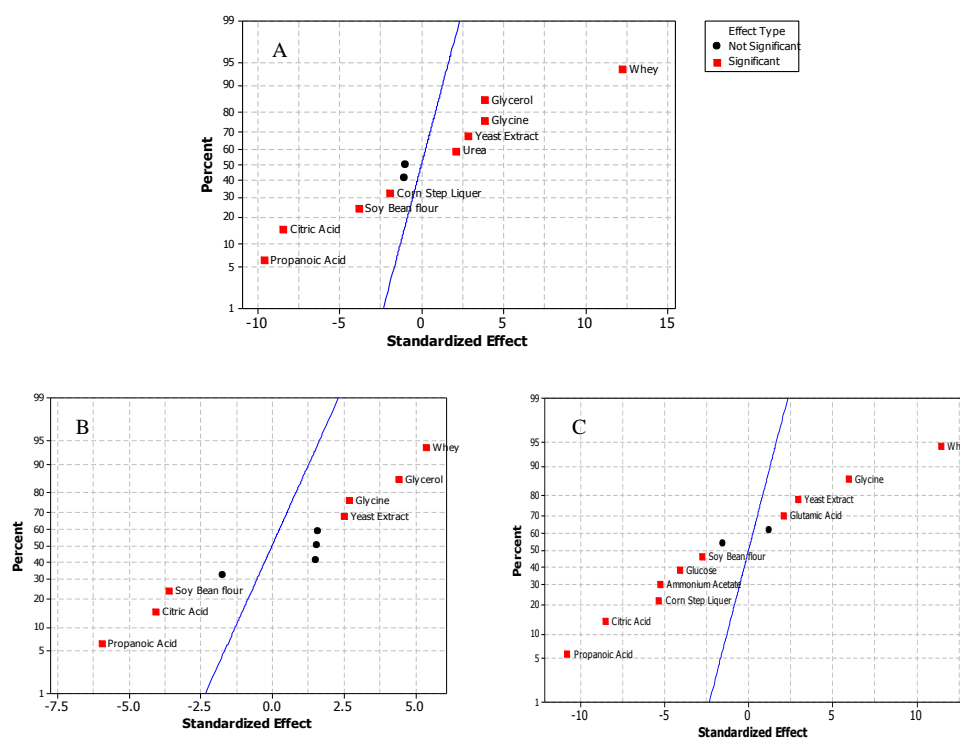 A
Effect Type
Not Significant
Significant
99
95
90
80
70
60
50
40
30
20
10
5
1
Percent
Whey
Glycerol
Glycine
Yeast Extract
Urea
Corn Step Liquer
Soy Bean flour
Citric Acid
Propanoic Acid
-10 -5 0 5 10 15
Standardized Effect
B
99
95
90
80
70
60
50
40
30
20
10
5
1
Percent
Whey
Glycerol
Glycine
Yeast Extract
Soy Bean flour
Citric Acid
Propanoic Acid
-7.5 -5.0 -2.5 0.0 2.5 5.0
Standardized Effect
C
99
95
90
80
70
60
50
40
30
20
10
5
1
Percent
Wh
Glycine
Yeast Extract
Glutamic Acid
Soy Bean flour
Glucose
Ammonium Acetate
Corn Step Liquer
Citric Acid
Propanoic Acid
-10 -5 0 5 10
Standardized Effect